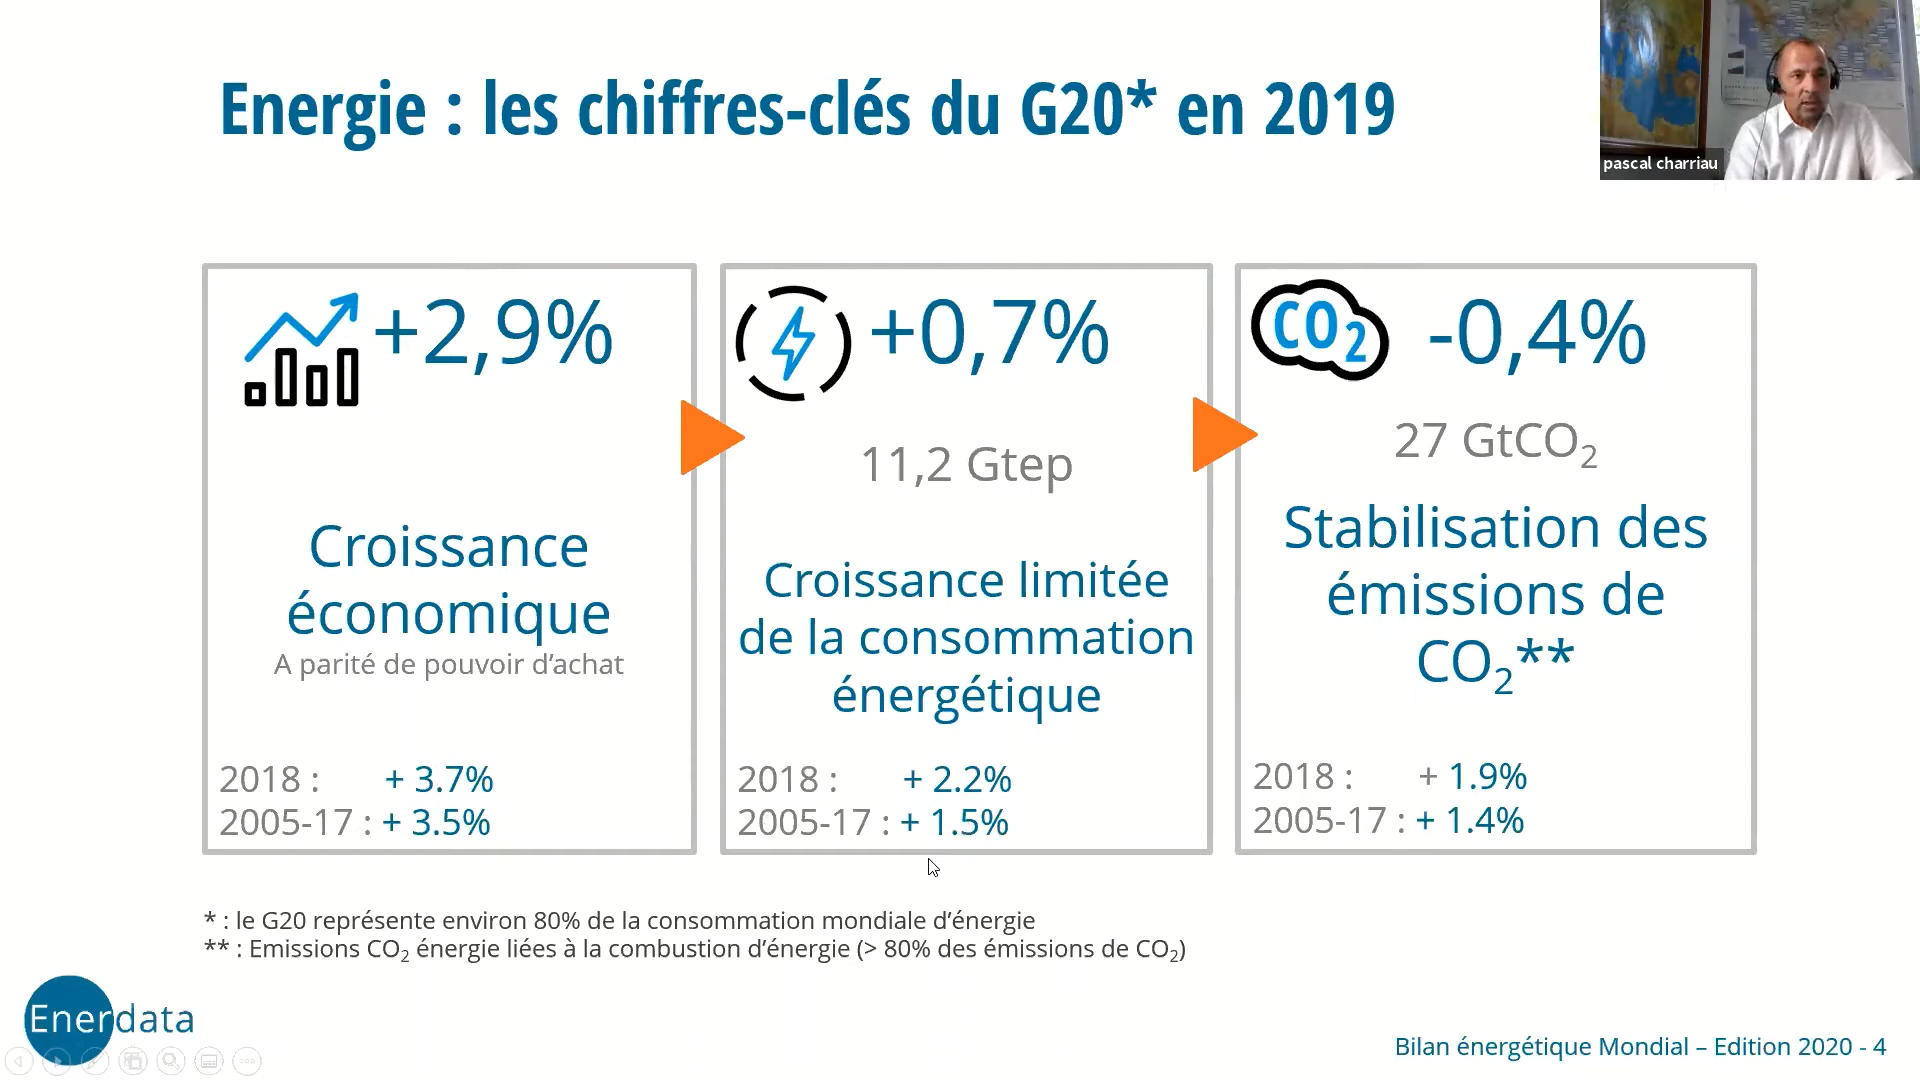 Energie : les chiffres-clés du G20* en 2019
pascal charriau
+2,9%
Croissance
économique
A parité de pouvoir d’achat
2018 : + 3.7%
2005-17 : + 3.5%
+0,7%
11,2 Gtep
Croissance limitée
de la consommation
énergétique
2018 : + 2.2%
2005-17 : + 1.5%
CO2
-0,4%
27 GtCO2
Stabilisation des
émissions de
CO2**
2018 : + 1.9%
2005-17 : + 1.4%
* : le G20 représente environ 80% de la consommation mondiale d’énergie
** : Emissions CO2 énergie liées à la combustion d’énergie (> 80% des émissions de CO2)
Enerdata
Bilan énergétique Mondial – Edition 2020 - 4